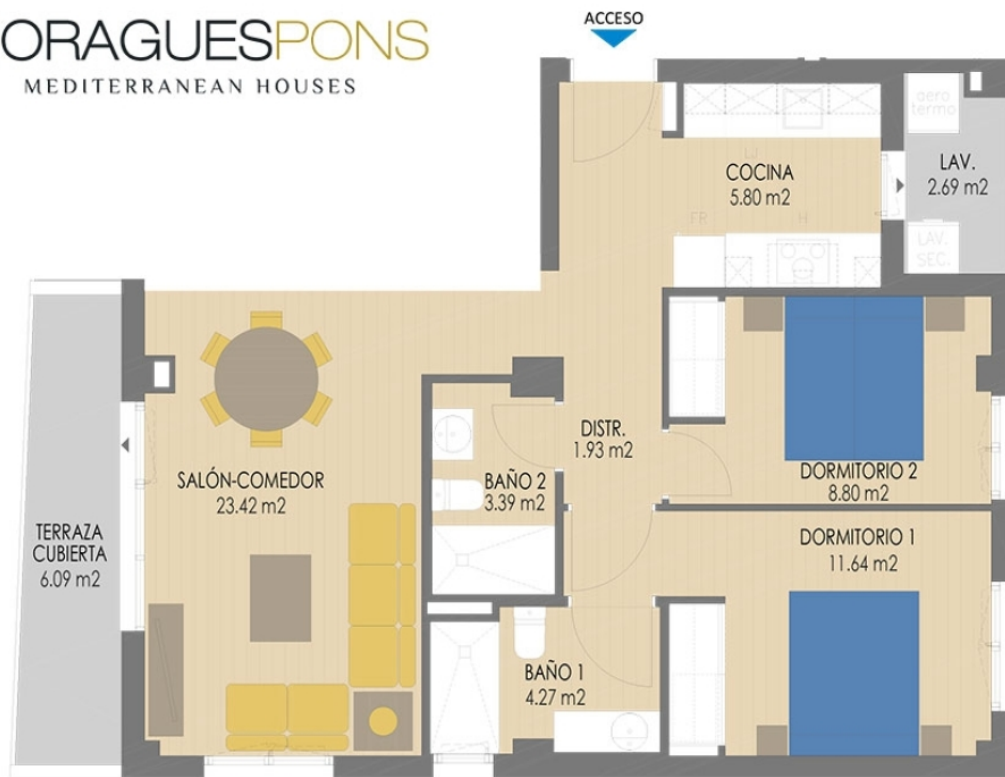 ORAGUESPONS
MEDITERRANEAN HOUSES
ACCESO
aero
termo
COCINA
5.80 m2
LAV.
2.69 m2
FR
H
LAV.
SEC.
DISTR.
1.93 m2
DORMITORIO 2
8.80 m2
SALÓN-COMEDOR
23.42 m2
BAÑO 2
3.39 m2
TERRAZA
CUBIERTA
6.09 m2
DORMITORIO 1
11.64 m2
BAÑO 1
4.27 m2